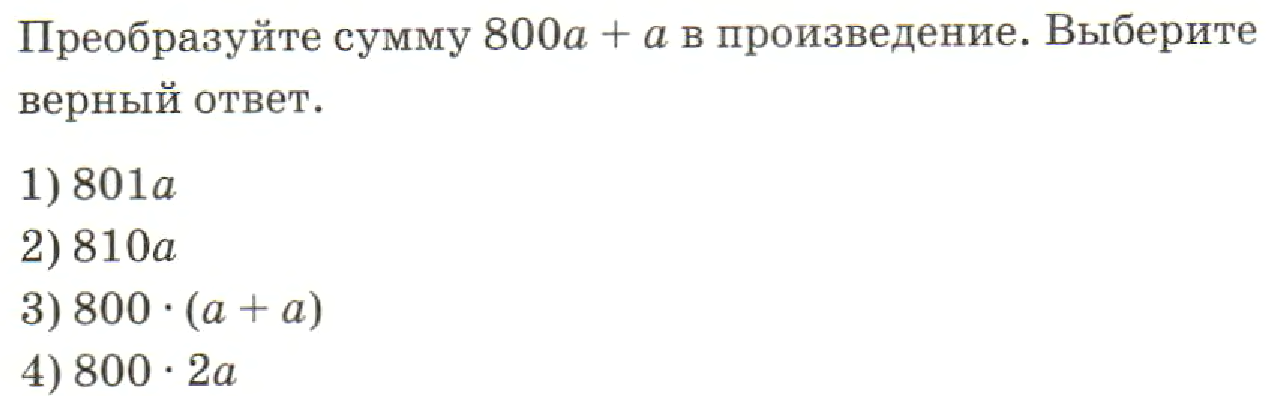 Преобразуйте сумму 800a + a в произведение. Выберите
верный ответ.
1) 801a
2) 810a
3) 800 · (a + a)
4) 800 · 2a